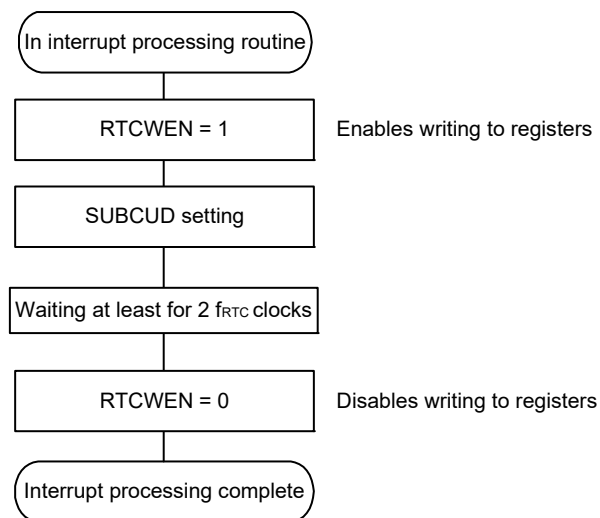 In interrupt processing routine
RTCWEN = 1
Enables writing to registers
SUBCUD setting
Waiting at least for 2 fRTC clocks
RTCWEN = 0
Disables writing to registers
Interrupt processing complete